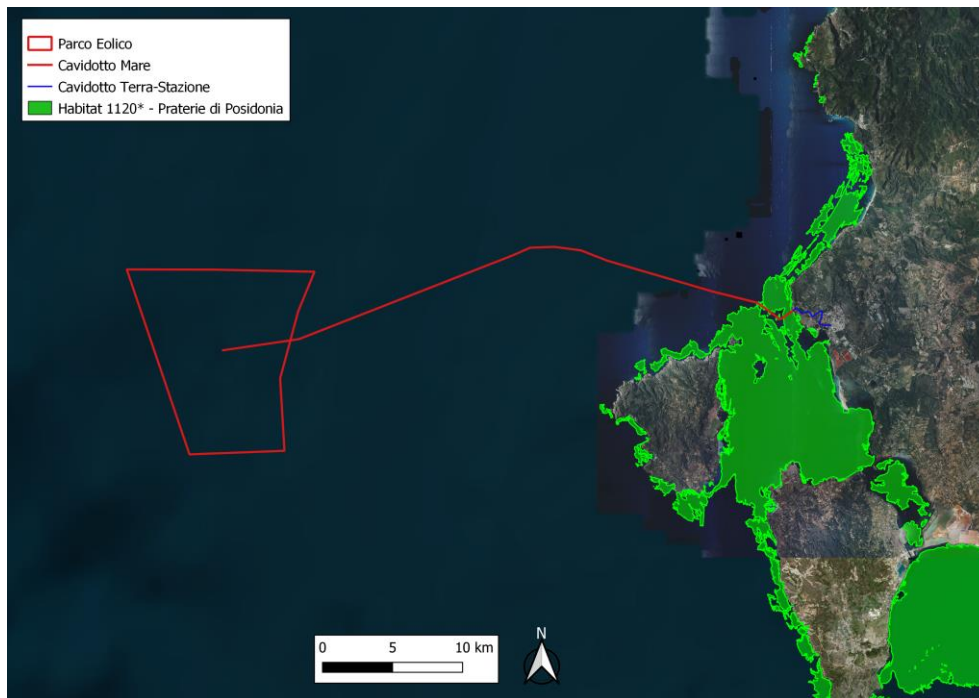 Parco Eolico
Cavidotto Mare
Cavidotto Terra-Stazione
Habitat 1120* - Praterie di Posidonia
N
0 5 10 km